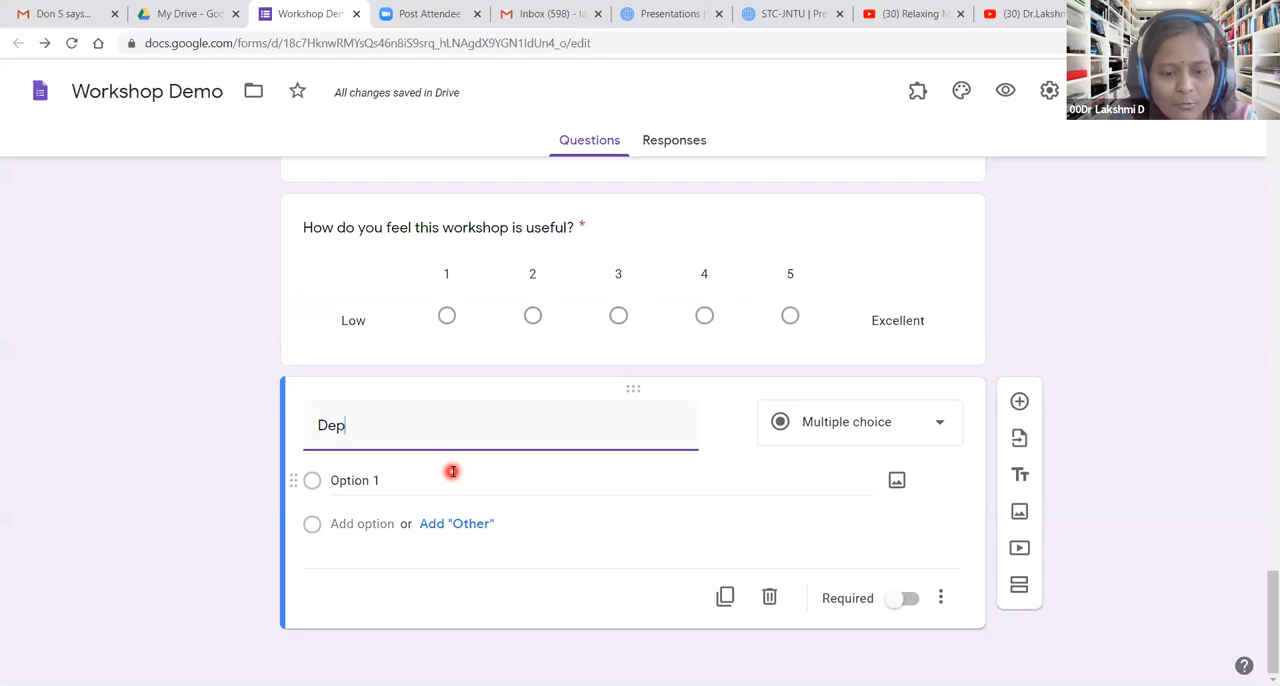 Don S says...
My Drive - Goo
Workshop Dem
Post Attendee
Inbox (598) - la
Presentations |
STC-JNTU | Pre
(30) Relaxing M
(30) Dr.Lakshm
docs.google.com/forms/d/18c7HknwRMYsQs46n8iS9srq_hLNAgdX9YGN1IdUn4_o/edit
Workshop Demo
All changes saved in Drive
00Dr Lakshmi D
Questions
Responses
How do you feel this workshop is useful? *
1 2 3 4 5
Low
Excellent
Dep
Multiple choice
Option 1
Add option or Add "Other"
Required